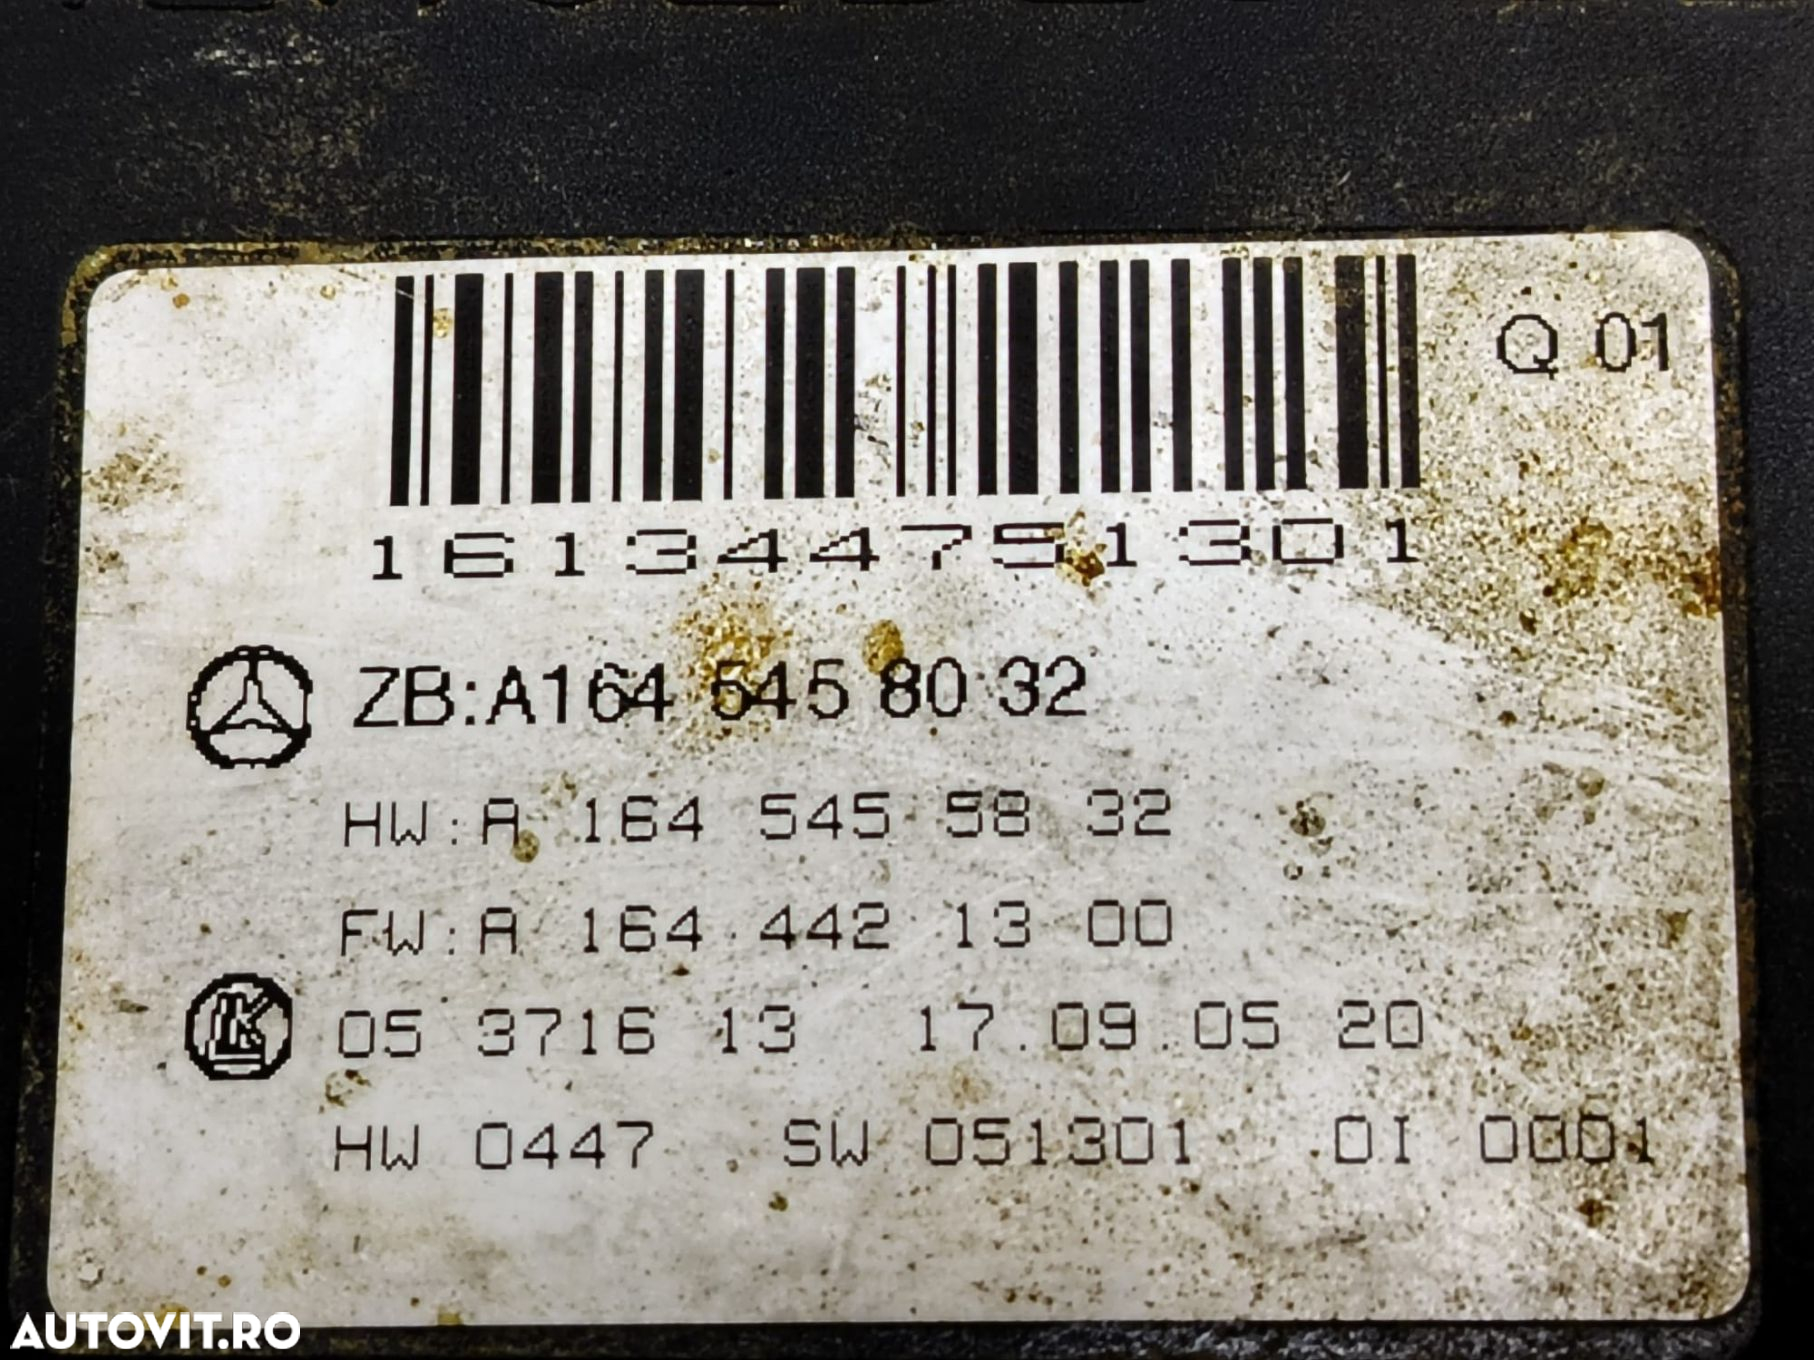 Q 01
161344751301
ZB:A164 545 80 32
HW:A 164 545 58 32
FW:A 164 442 13 00
LK 05 3716 13 17.09.05 20
HW 0447 SW 051301 OI 0001
AUTOVIT.RO